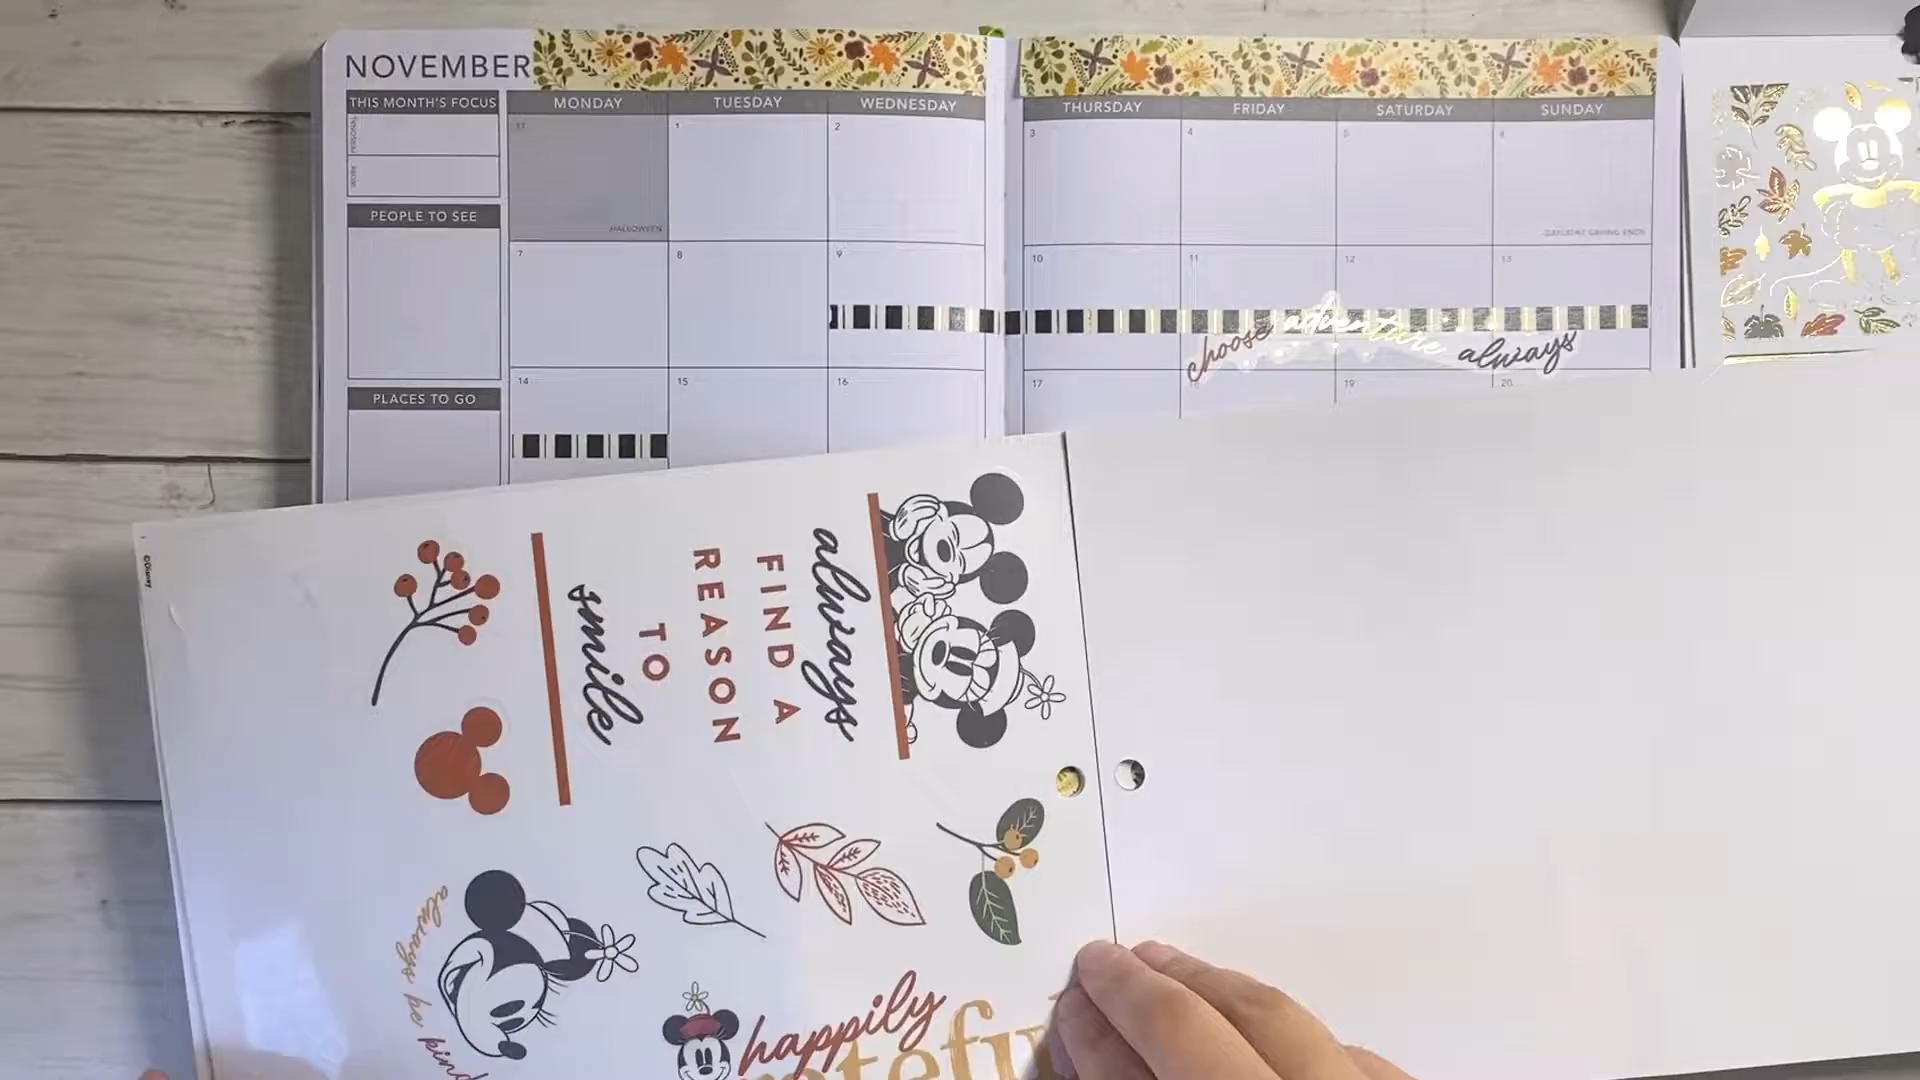 NOVEMBER
THIS MONTH'S FOCUS
MONDAY
TUESDAY
WEDNESDAY
THURSDAY
FRIDAY
SATURDAY
SUNDAY
PERSONAL
WORK
31
1
2
3
4
5
6
HALLOWEEN
DAYLIGHT SAVING ENDS
PEOPLE TO SEE
7
8
9
10
11
12
13
choose adventure always
PLACES TO GO
14
15
16
17
19
20
©Disney
always
FIND A
REASON
TO
smile
always be kind
happily